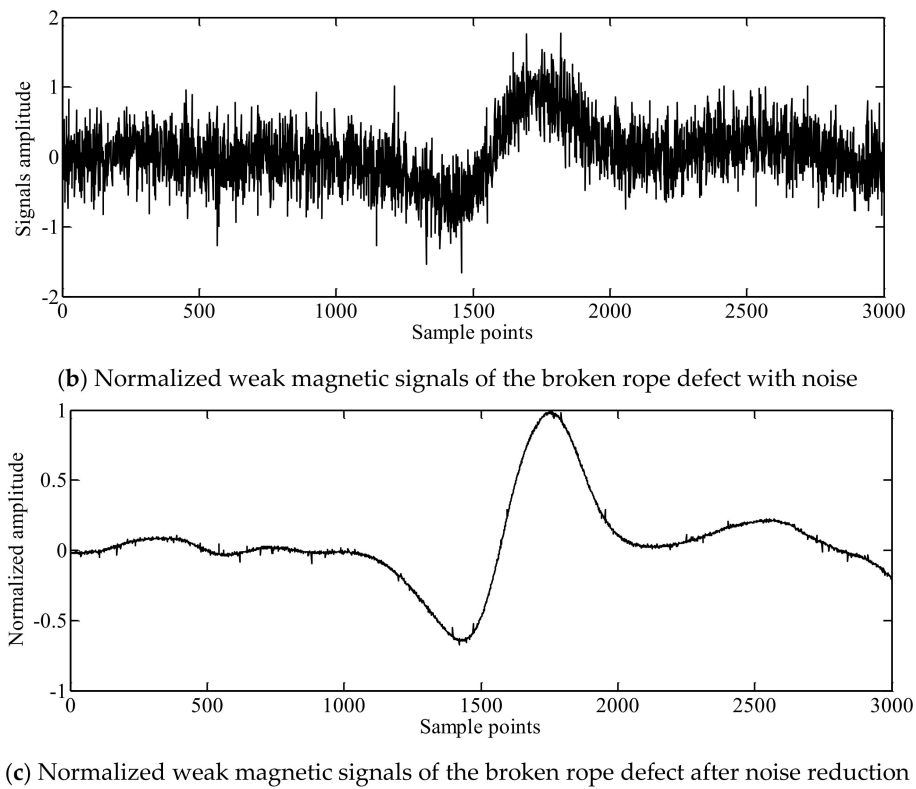 2
1
0
-1
-2
Signals amplitude
0 500 1000 1500 2000 2500 3000
Sample points
(b) Normalized weak magnetic signals of the broken rope defect with noise
1
0.5
0
-0.5
-1
Normalized amplitude
0 500 1000 1500 2000 2500 3000
Sample points
(c) Normalized weak magnetic signals of the broken rope defect after noise reduction